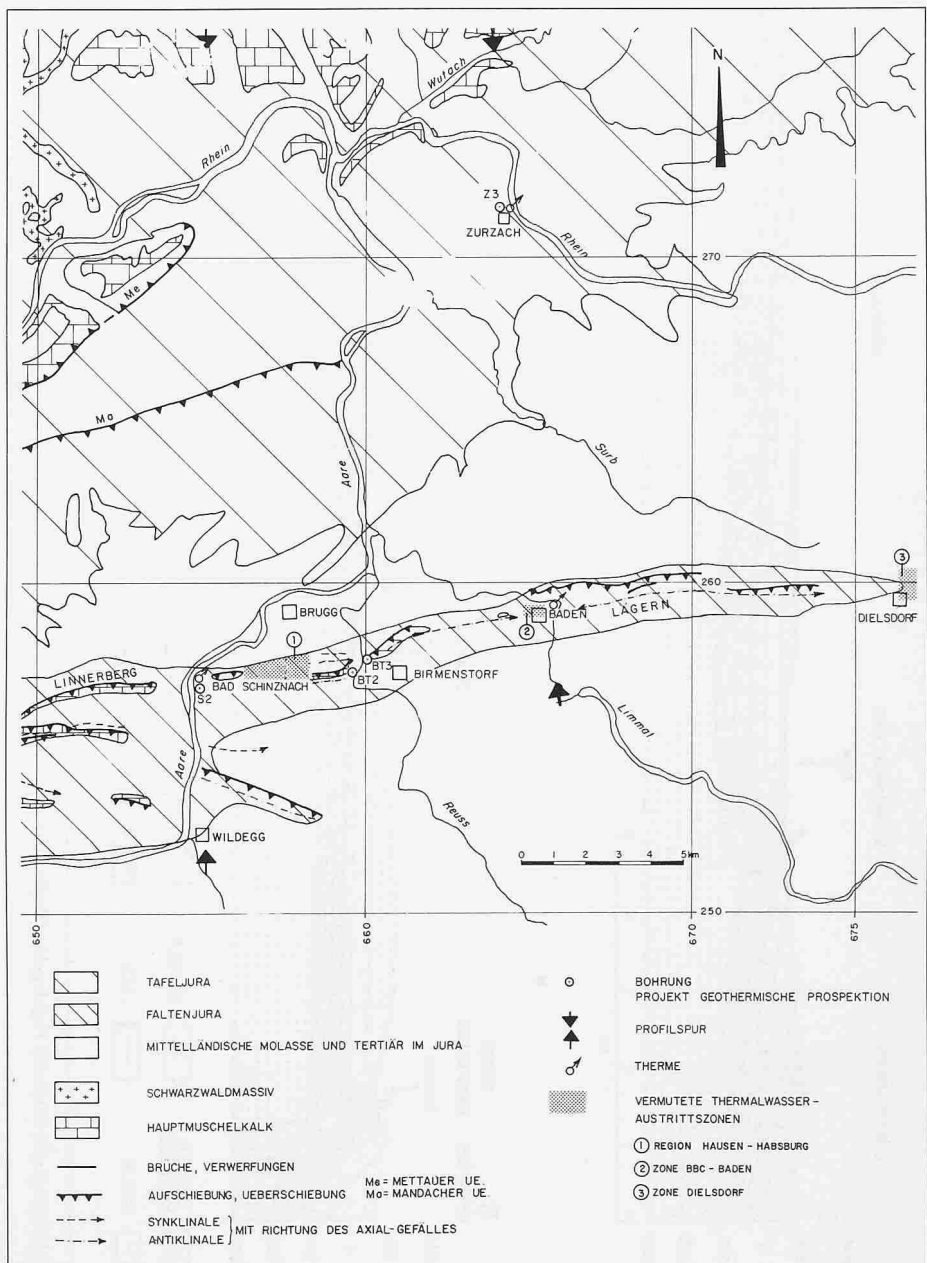 N
Wutach
Rhein
Z3
ZURZACH
Rhein
270
Me
Ma
Aare
Surb
260
3
BRUGG
BADEN
LÄGERN
2
DIELSDORF
1
LINNERBERG
BT3
BAD SCHINZNACH
BT2
BIRMENSTORF
S2
Limmat
Aare
Reuss
WILDEGG
0 1 2 3 4 5 km
250
650
660
670
675
TAFELJURA
FALTENJURA
MITTELLÄNDISCHE MOLASSE UND TERTIÄR IM JURA
SCHWARZWALDMASSIV
HAUPTMUSCHELKALK
BRÜCHE, VERWERFUNGEN
AUFSCHIEBUNG, UEBERSCHIEBUNG
Me = METTAUER UE.
Ma = MANDACHER UE.
SYNKLINALE
ANTIKLINALE
MIT RICHTUNG DES AXIAL-GEFÄLLES
BOHRUNG
PROJEKT GEOTHERMISCHE PROSPEKTION
PROFILSPUR
THERME
VERMUTETE THERMALWASSER-
AUSTRITTSZONEN
1 REGION HAUSEN-HABSBURG
2 ZONE BBC-BADEN
3 ZONE DIELSDORF